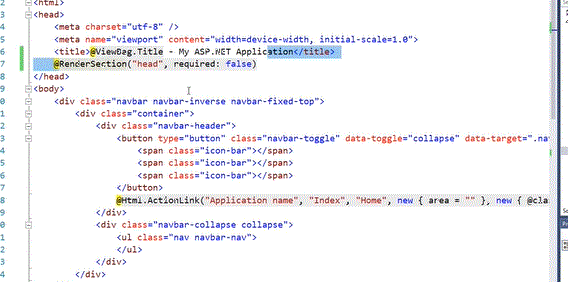 2 <html>
3 <head>
4 <meta charset="utf-8" />
5 <meta name="viewport" content="width=device-width, initial-scale=1.0">
6 <title>@ViewBag.Title - My ASP.NET Application</title>
7 @RenderSection("head", required: false)
8 </head>
9 <body>
0 <div class="navbar navbar-inverse navbar-fixed-top">
1 <div class="container">
2 <div class="navbar-header">
3 <button type="button" class="navbar-toggle" data-toggle="collapse" data-target=".na
4 <span class="icon-bar"></span>
5 <span class="icon-bar"></span>
6 <span class="icon-bar"></span>
7 </button>
8 @Html.ActionLink("Application name", "Index", "Home", new { area = "" }, new { @cla
9 </div>
0 <div class="navbar-collapse collapse">
1 <ul class="nav navbar-nav">
2 </ul>
3 </div>
4 </div>